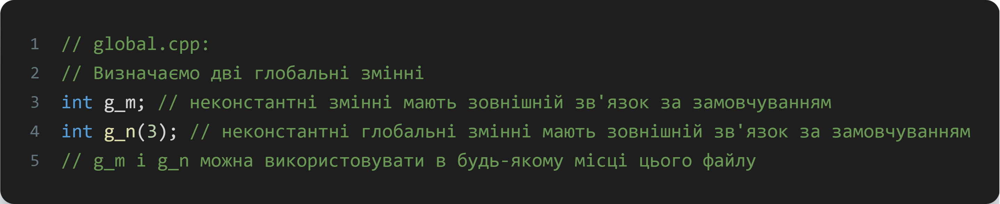 1 // global.cpp:
2 // Визначаємо дві глобальні змінні
3 int g_m; // неконстантні змінні мають зовнішній зв'язок за замовчуванням
4 int g_n(3); // неконстантні глобальні змінні мають зовнішній зв'язок за замовчуванням
5 // g_m і g_n можна використовувати в будь-якому місці цього файлу